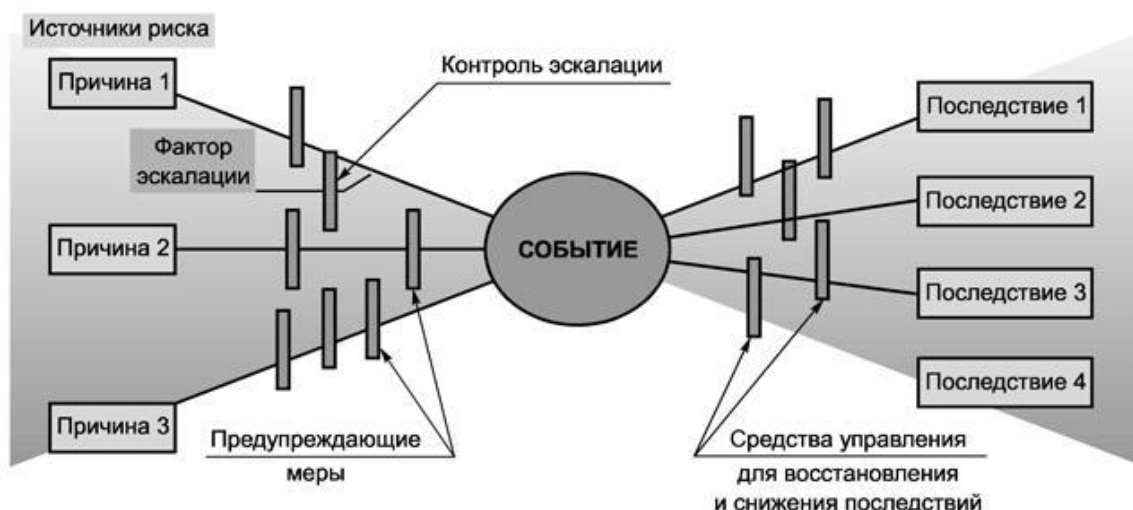 Источники риска
Причина 1
Контроль эскалации
Фактор
эскалации
Причина 2
Причина 3
Предупреждающие
меры
СОБЫТИЕ
Последствие 1
Последствие 2
Последствие 3
Последствие 4
Средства управления
для восстановления
и снижения последствий